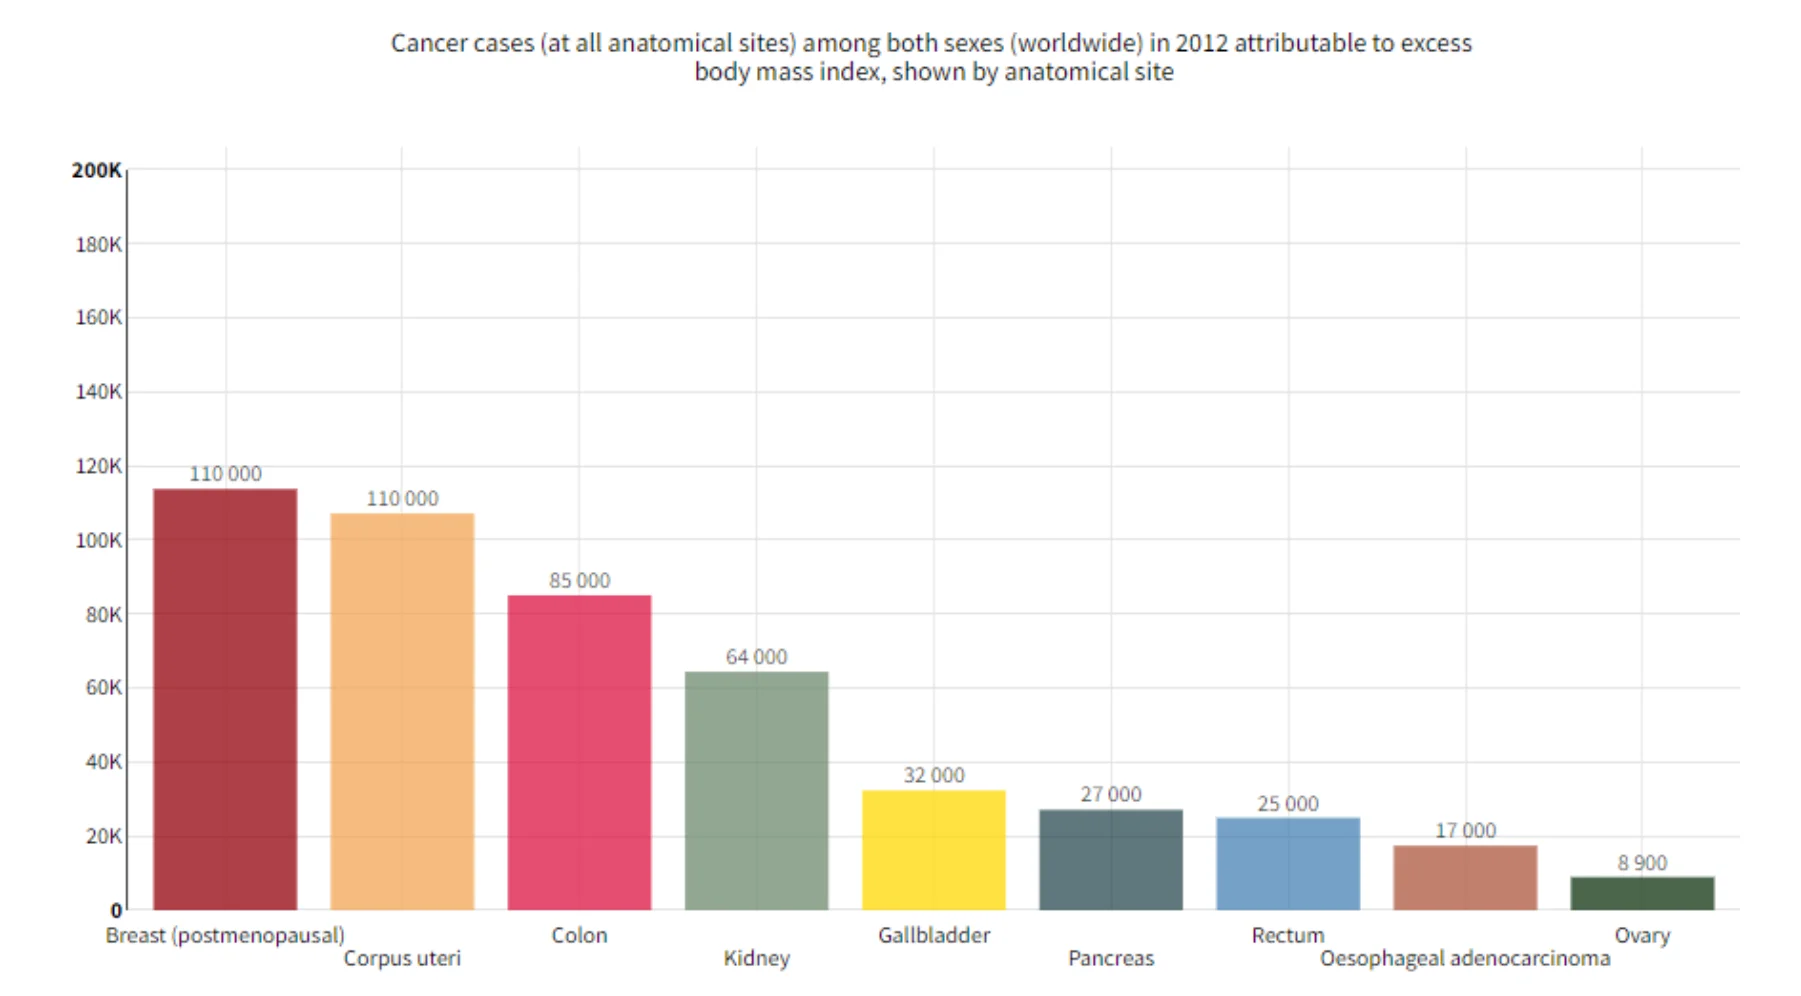 Cancer cases (at all anatomical sites) among both sexes (worldwide) in 2012 attributable to excess
body mass index, shown by anatomical site
200K
180K
160K
140K
120K
100K
80K
60K
40K
20K
0
110 000
110 000
85 000
64 000
32 000
27 000
25 000
17 000
8 900
Breast (postmenopausal)
Corpus uteri
Colon
Kidney
Gallbladder
Pancreas
Rectum
Oesophageal adenocarcinoma
Ovary